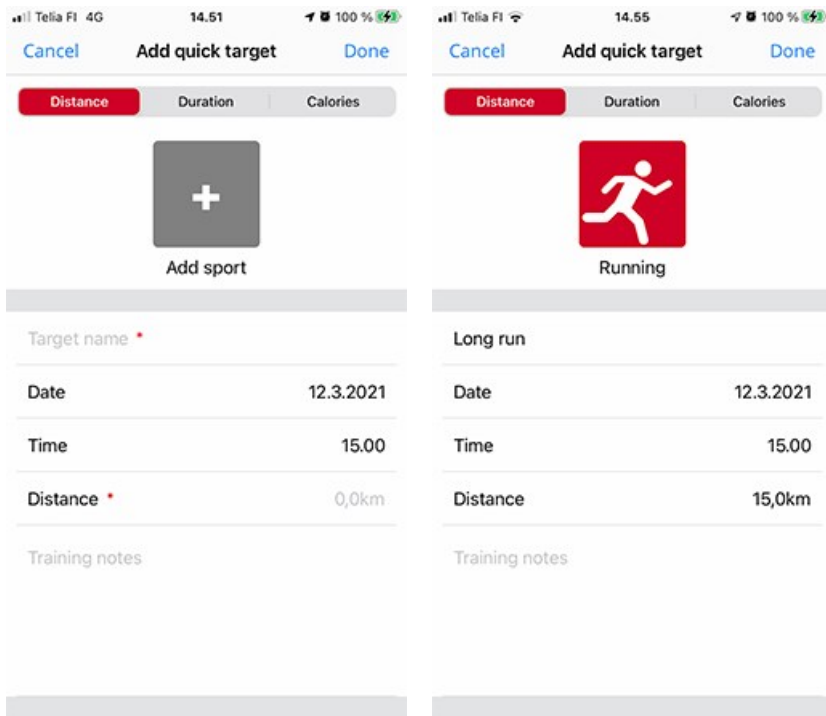 Telia FI 4G 14.51 100 %
Cancel Add quick target Done
Distance Duration Calories
+
Add sport
Target name *
Date 12.3.2021
Time 15.00
Distance * 0,0km
Training notes
Telia FI 14.55 100 %
Cancel Add quick target Done
Distance Duration Calories
Running
Long run
Date 12.3.2021
Time 15.00
Distance 15,0km
Training notes